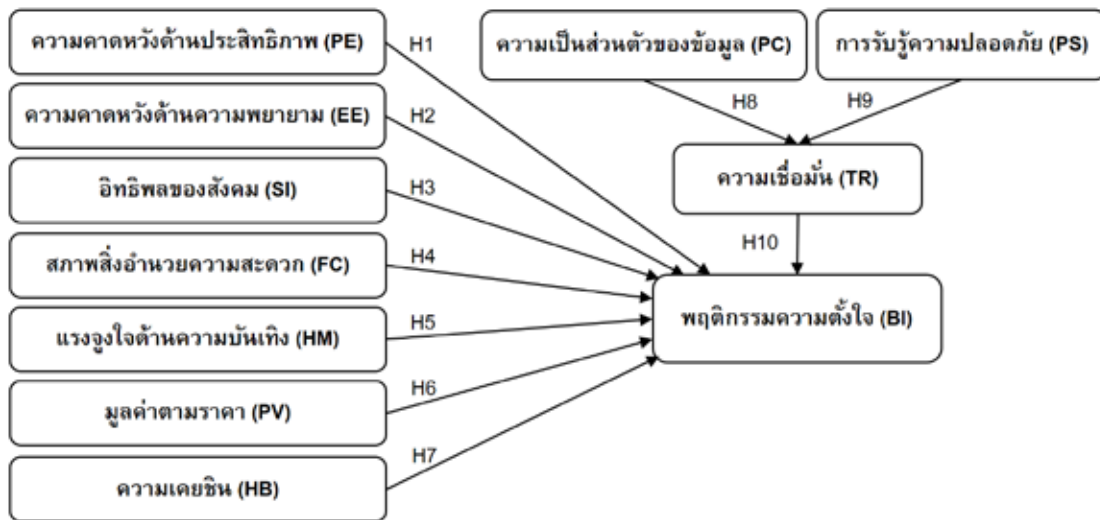 ความคาดหวังด้านประสิทธิภาพ (PE)
H1
ความเป็นส่วนตัวของข้อมูล (PC)
การรับรู้ความปลอดภัย (PS)
ความคาดหวังด้านความพยายาม (EE)
H2
H8
H9
อิทธิพลของสังคม (SI)
H3
ความเชื่อมั่น (TR)
สภาพสิ่งอำนวยความสะดวก (FC)
H4
H10
แรงจูงใจด้านความบันเทิง (HM)
H5
พฤติกรรมความตั้งใจ (BI)
มูลค่าตามราคา (PV)
H6
ความเคยชิน (HB)
H7